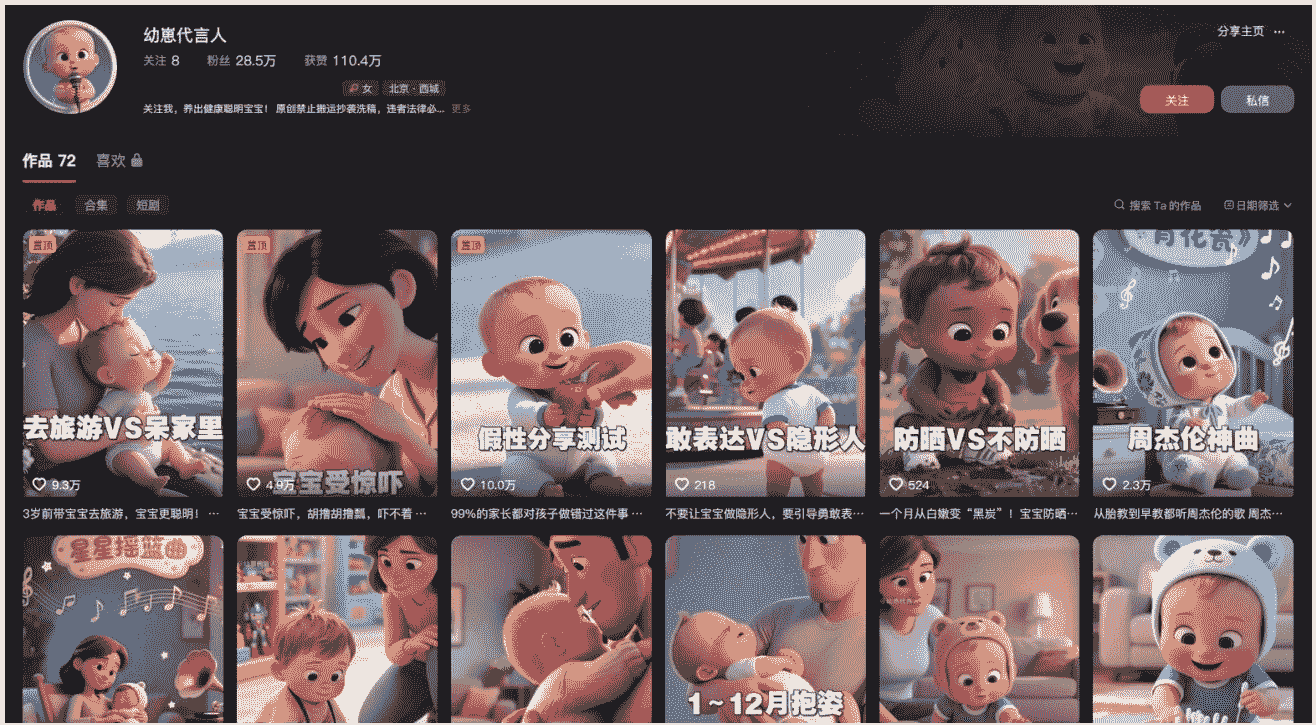 幼崽代言人
分享主页 ···
关注 8 粉丝 28.5万 获赞 110.4万
女 北京·西城
关注我，养出健康聪明宝宝！ 原创禁止搬运抄袭洗稿，违者法律必... 更多
关注 私信
作品 72 喜欢
作品 合集 短剧
搜索 Ta 的作品 日期筛选
置顶
去旅游VS呆家里
9.3万
3岁前带宝宝去旅游，宝宝更聪明！ ···
置顶
宝宝受惊吓
4.9万
宝宝受惊吓，胡撸胡撸瓢，吓不着 ···
置顶
假性分享测试
10.0万
99%的家长都对孩子做错过这件事 ···
敢表达VS隐形人
218
不要让宝宝做隐形人，要引导勇敢表···
防晒VS不防晒
524
一个月从白嫩变“黑炭”！宝宝防晒···
青花瓷》
周杰伦神曲
2.3万
从胎教到早教都听周杰伦的歌 周杰···
星星摇篮曲
1~12月抱姿